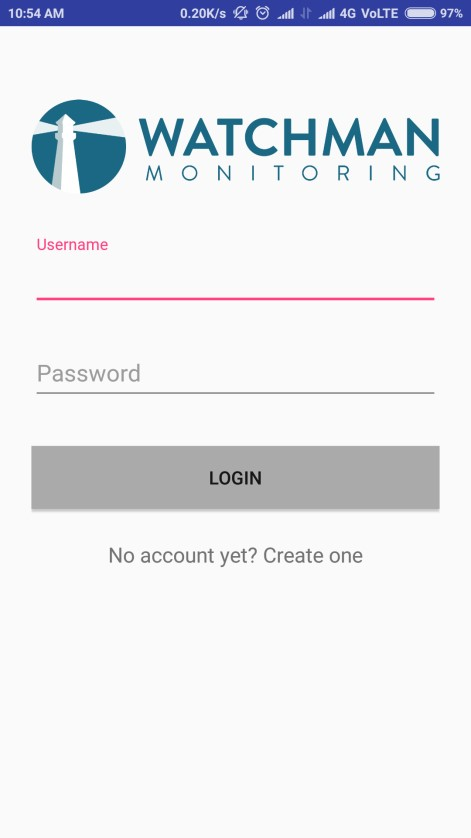 10:54 AM 0.20K/s 4G VoLTE 97%
WATCHMAN
MONITORING
Username
Password
LOGIN
No account yet? Create one